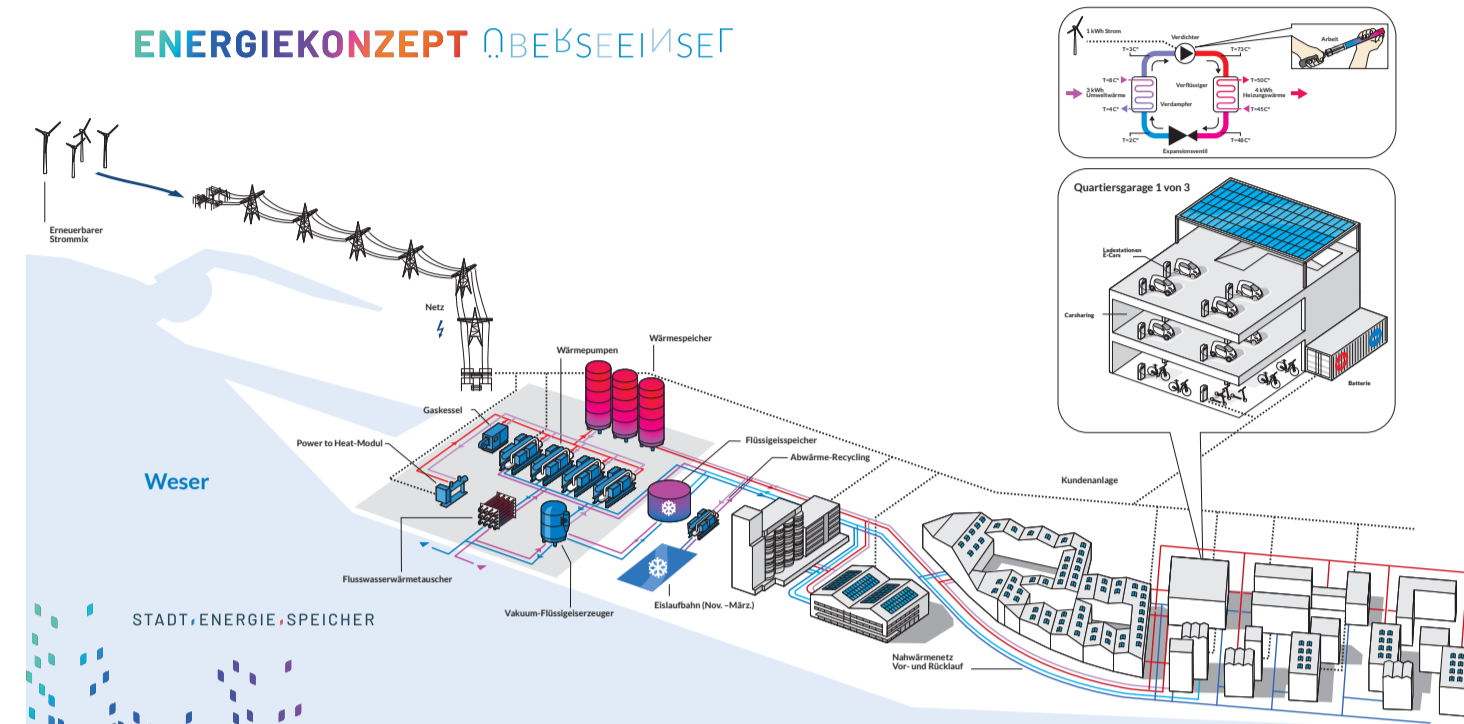 ENERGIEKONZEPT ÜBERSEEINSEL
1 kWh Strom
Verdichter
Arbeit
T=3C°
T=73C°
T=8C°
T=50C°
3 kWh
Umweltwärme
Verflüssiger
4 kWh
Heizungswärme
Verdampfer
T=4C°
T=45C°
T=2C°
T=48C°
Expansionsventil
Erneuerbarer
Strommix
Netz
Quartiersgarage 1 von 3
Ladestationen
E-Cars
Carsharing
Batterie
Wärmepumpen
Wärmespeicher
Gaskessel
Power to Heat-Modul
Flüssigeisspeicher
Abwärme-Recycling
Weser
Kundenanlage
Flusswasserwärmetauscher
Vakuum-Flüssigeiserzeuger
Eislaufbahn (Nov. –März.)
STADT,ENERGIE,SPEICHER
Nahwärmenetz
Vor- und Rücklauf